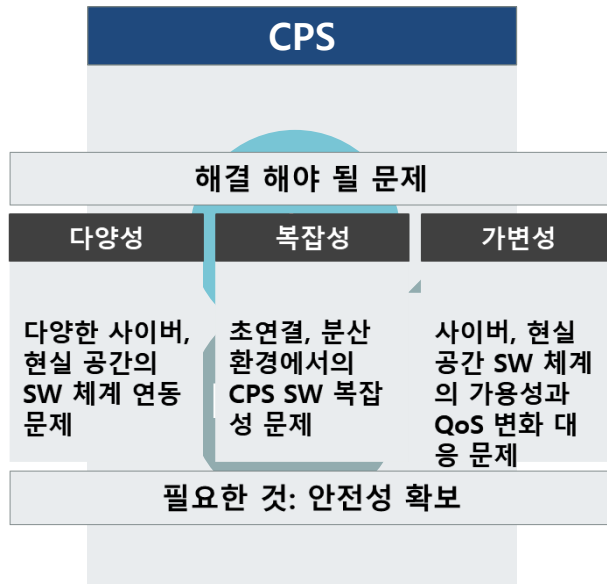 CPS
해결 해야 될 문제
다양성
복잡성
가변성
다양한 사이버,
현실 공간의
SW 체계 연동
문제
초연결, 분산
환경에서의
CPS SW 복잡
성 문제
사이버, 현실
공간 SW 체계
의 가용성과
QoS 변화 대
응 문제
필요한 것: 안전성 확보